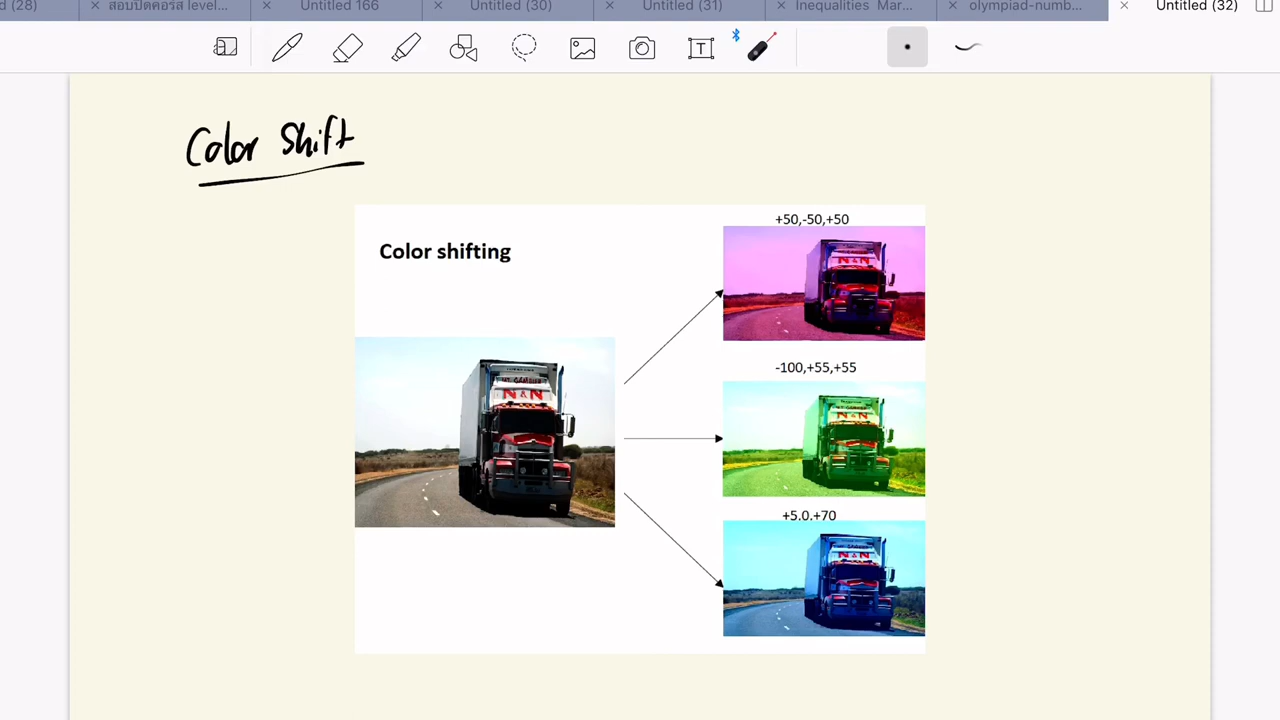 d (28)
สอบปิดคอร์ส level...
Untitled 166
Untitled (30)
Untitled (31)
Inequalities Mar...
olympiad-numb...
Untitled (32)
T
Color Shift
Color shifting
+50,-50,+50
-100,+55,+55
+5.0.+70
N & N
N & N
N & N
N & N